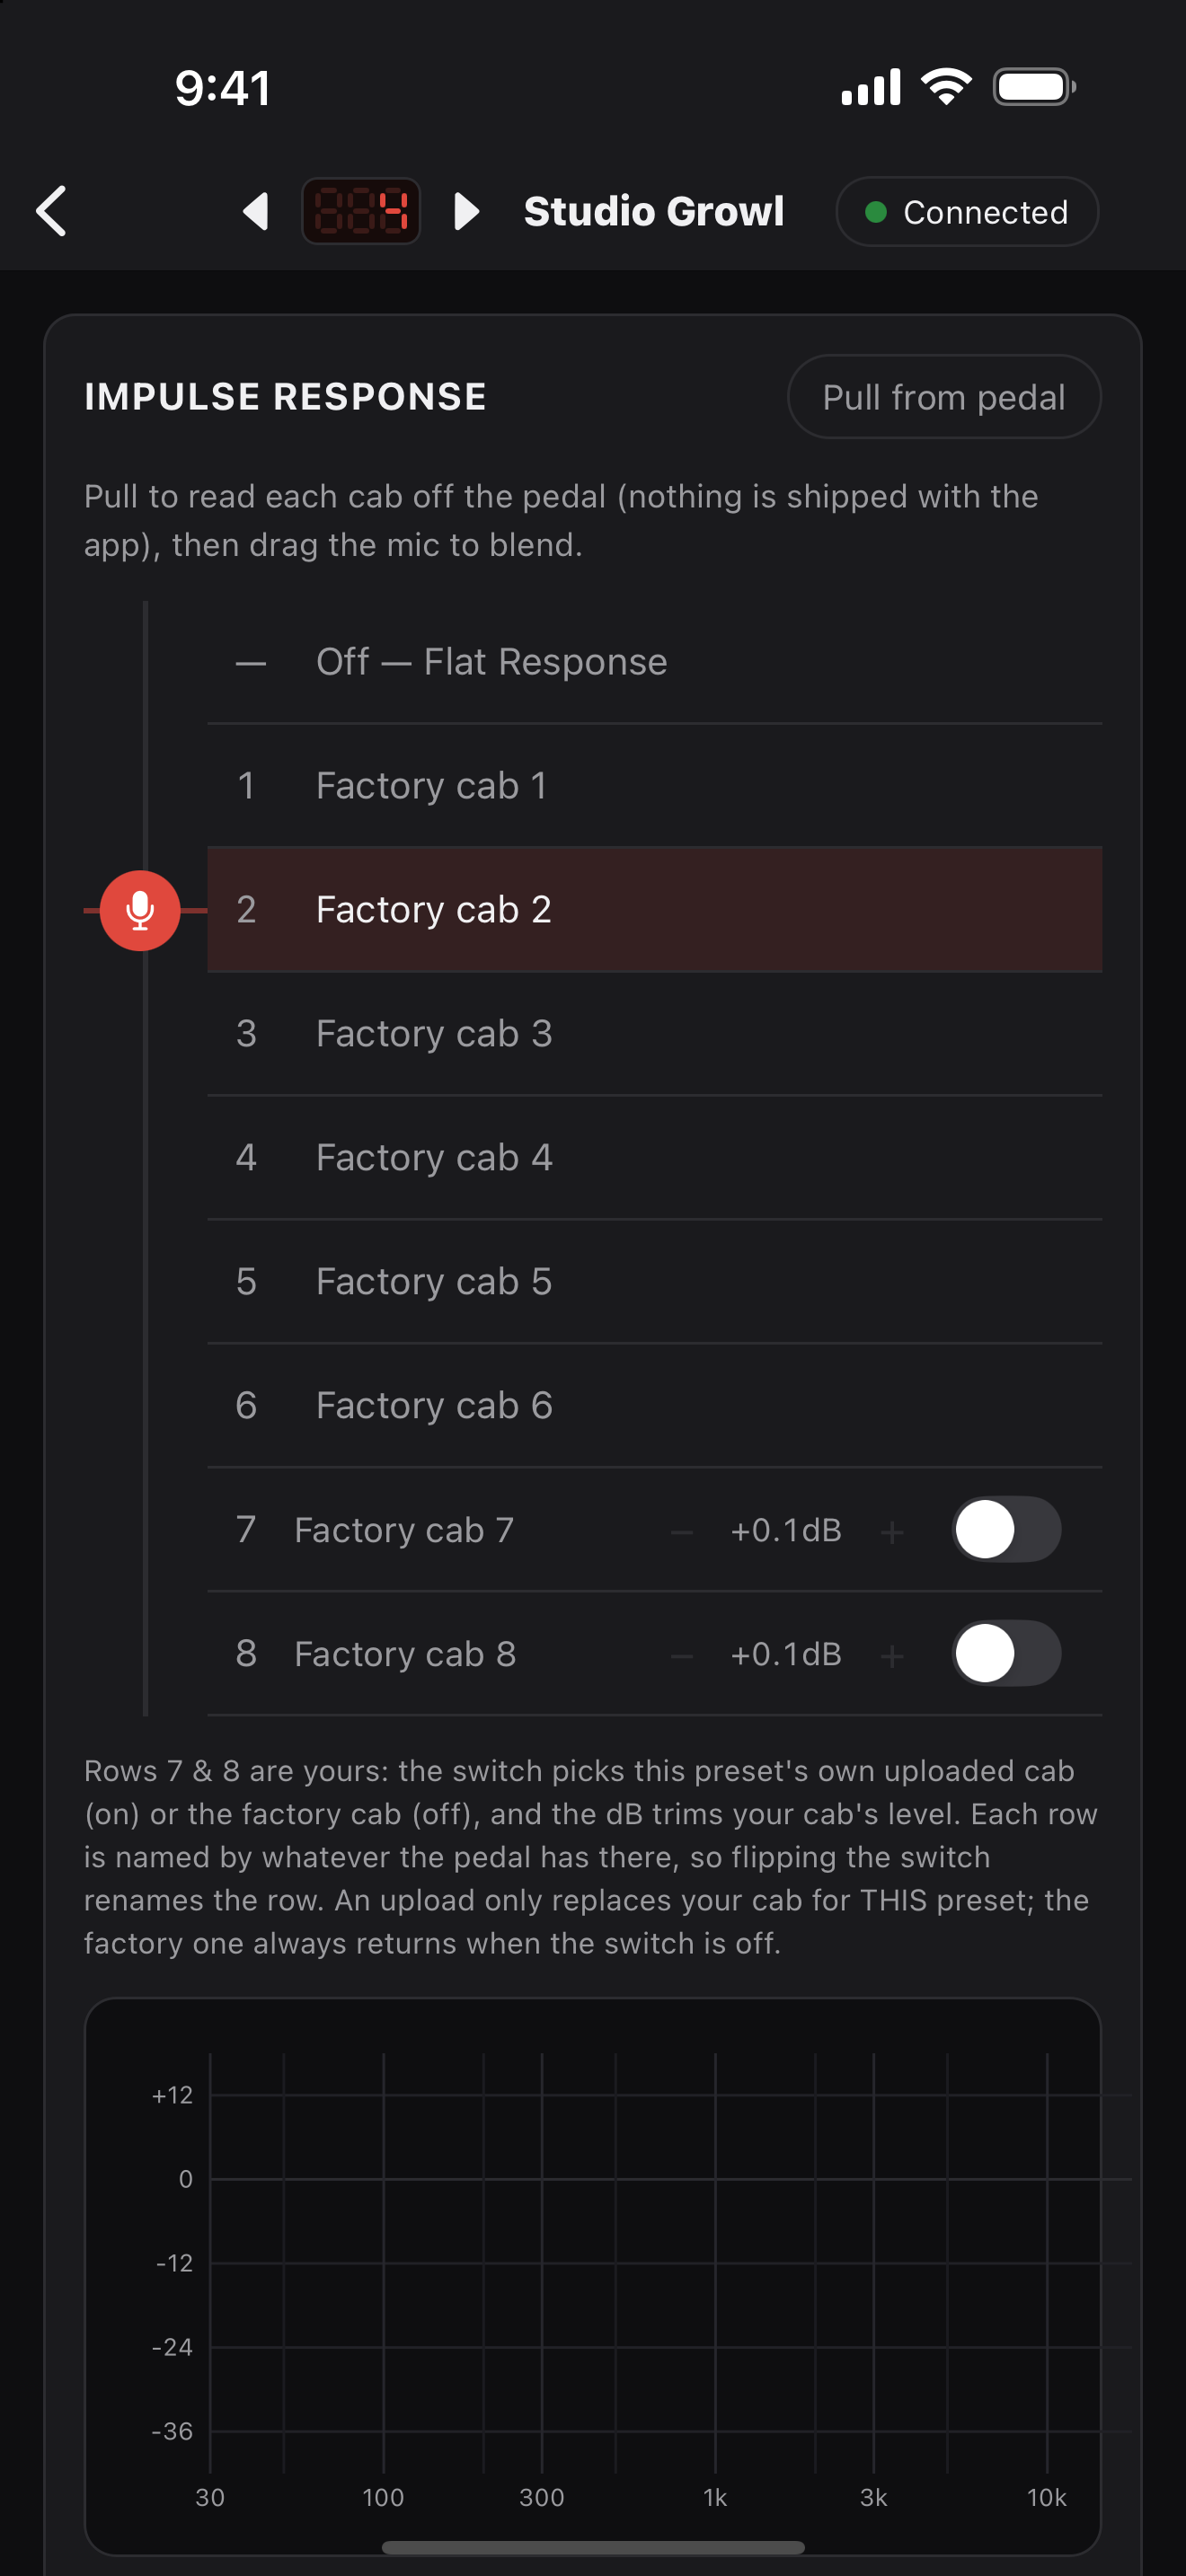 9:41
4 Studio Growl Connected
IMPULSE RESPONSE Pull from pedal
Pull to read each cab off the pedal (nothing is shipped with the
app), then drag the mic to blend.
— Off — Flat Response
1 Factory cab 1
2 Factory cab 2
3 Factory cab 3
4 Factory cab 4
5 Factory cab 5
6 Factory cab 6
7 Factory cab 7 − +0.1dB +
8 Factory cab 8 − +0.1dB +
Rows 7 & 8 are yours: the switch picks this preset's own uploaded cab
(on) or the factory cab (off), and the dB trims your cab's level. Each row
is named by whatever the pedal has there, so flipping the switch
renames the row. An upload only replaces your cab for THIS preset; the
factory one always returns when the switch is off.
+12
0
-12
-24
-36
30 100 300 1k 3k 10k